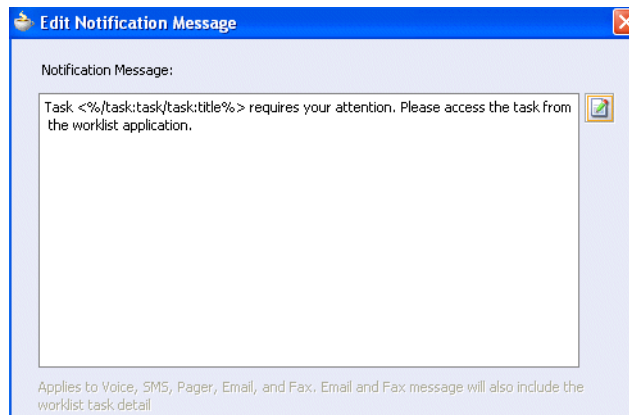 Edit Notification Message
Notification Message:
Task <%/task:task/task:title%> requires your attention. Please access the task from
the worklist application.
Applies to Voice, SMS, Pager, Email, and Fax. Email and Fax message will also include the
worklist task detail